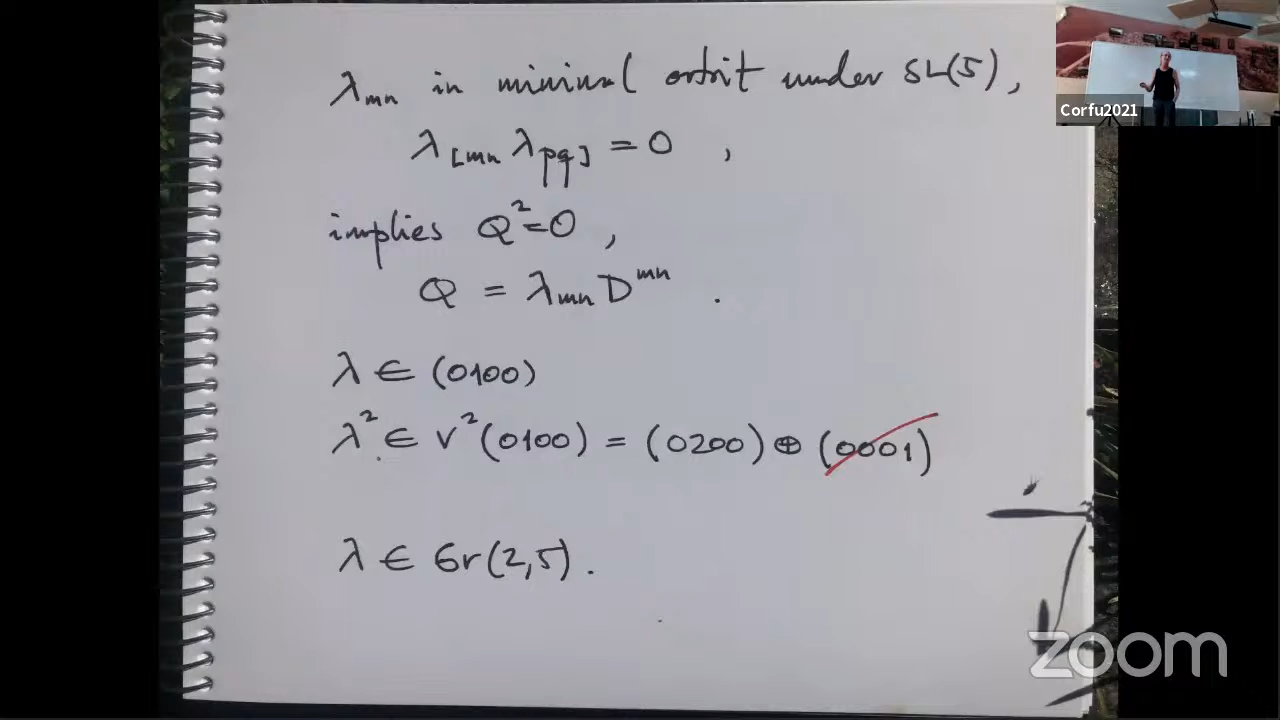 λ_mn in minimal orbit under SL(5),
λ_[mn λ_pq] = 0 ,
implies Q² = 0 ,
Q = λ_mn D^mn .
λ ∈ (0100)
λ² ∈ V²(0100) = (0200) ⊕ (0001)
λ ∈ Gr(2,5).
Corfu2021
zoom